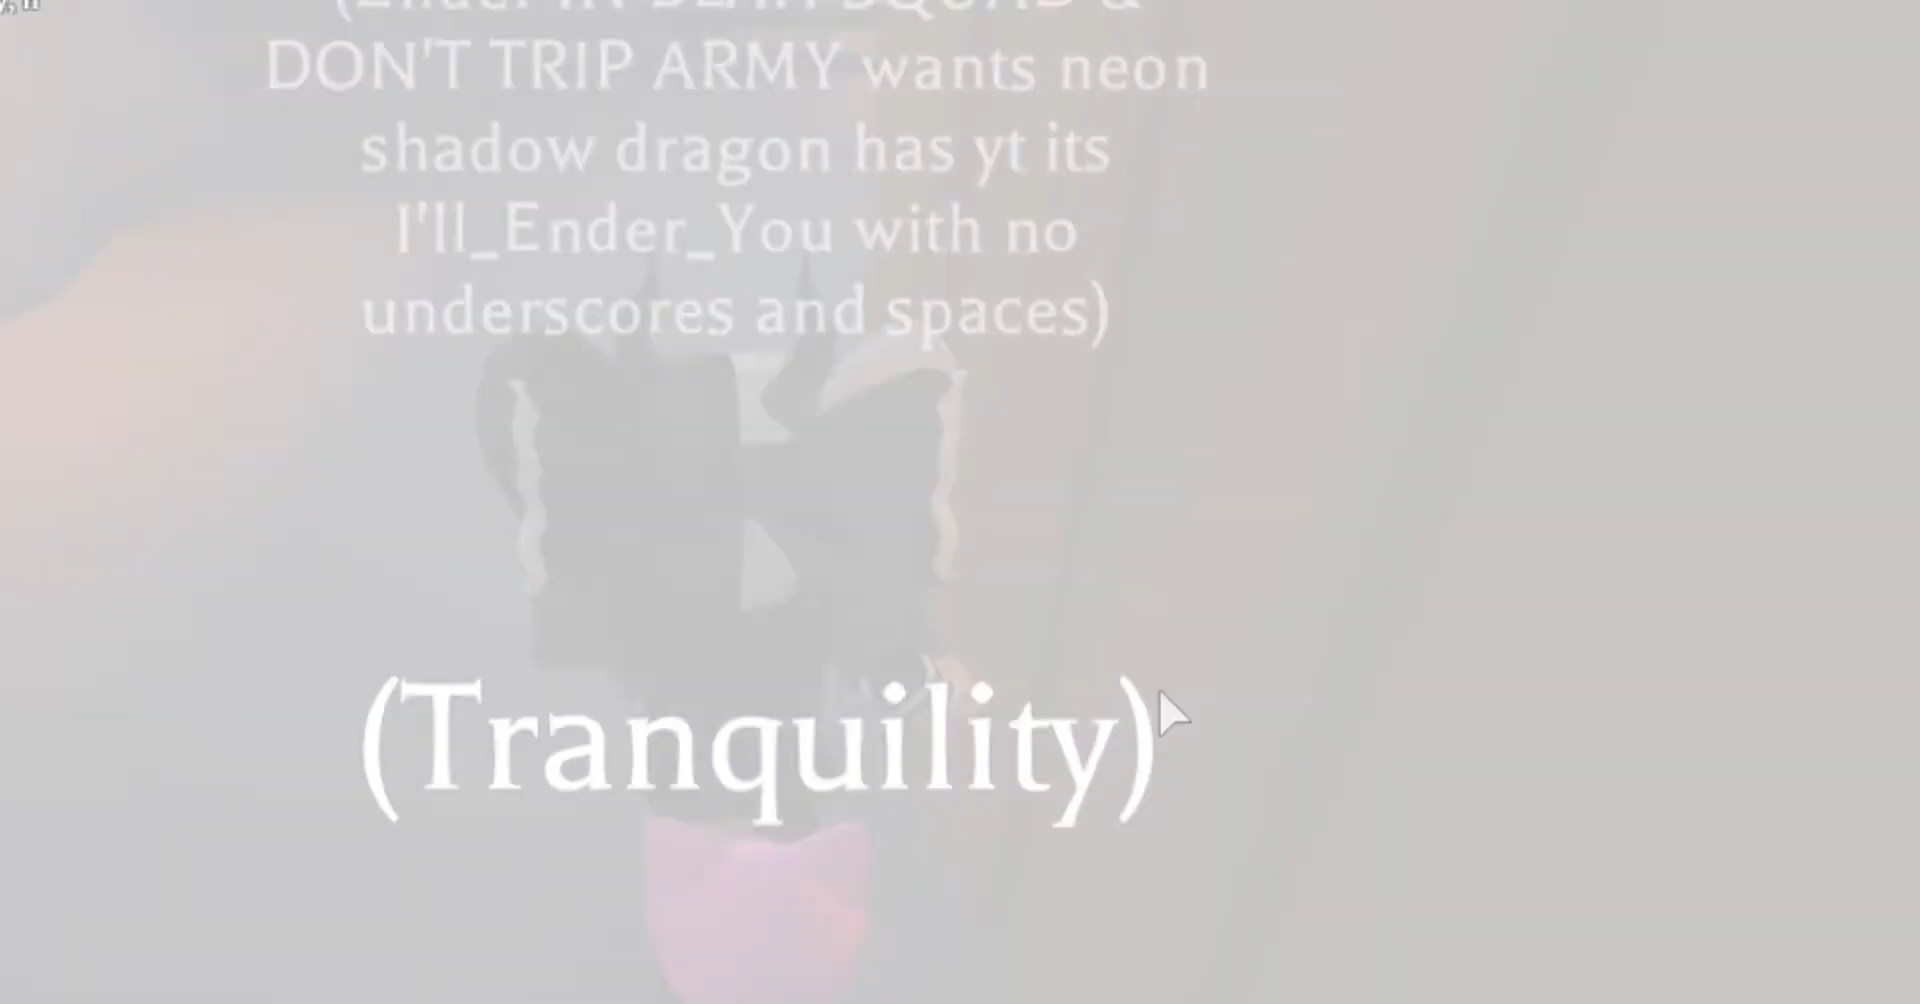 DON'T TRIP ARMY wants neon
shadow dragon has yt its
I'll_Ender_You with no
underscores and spaces)
(Tranquility)